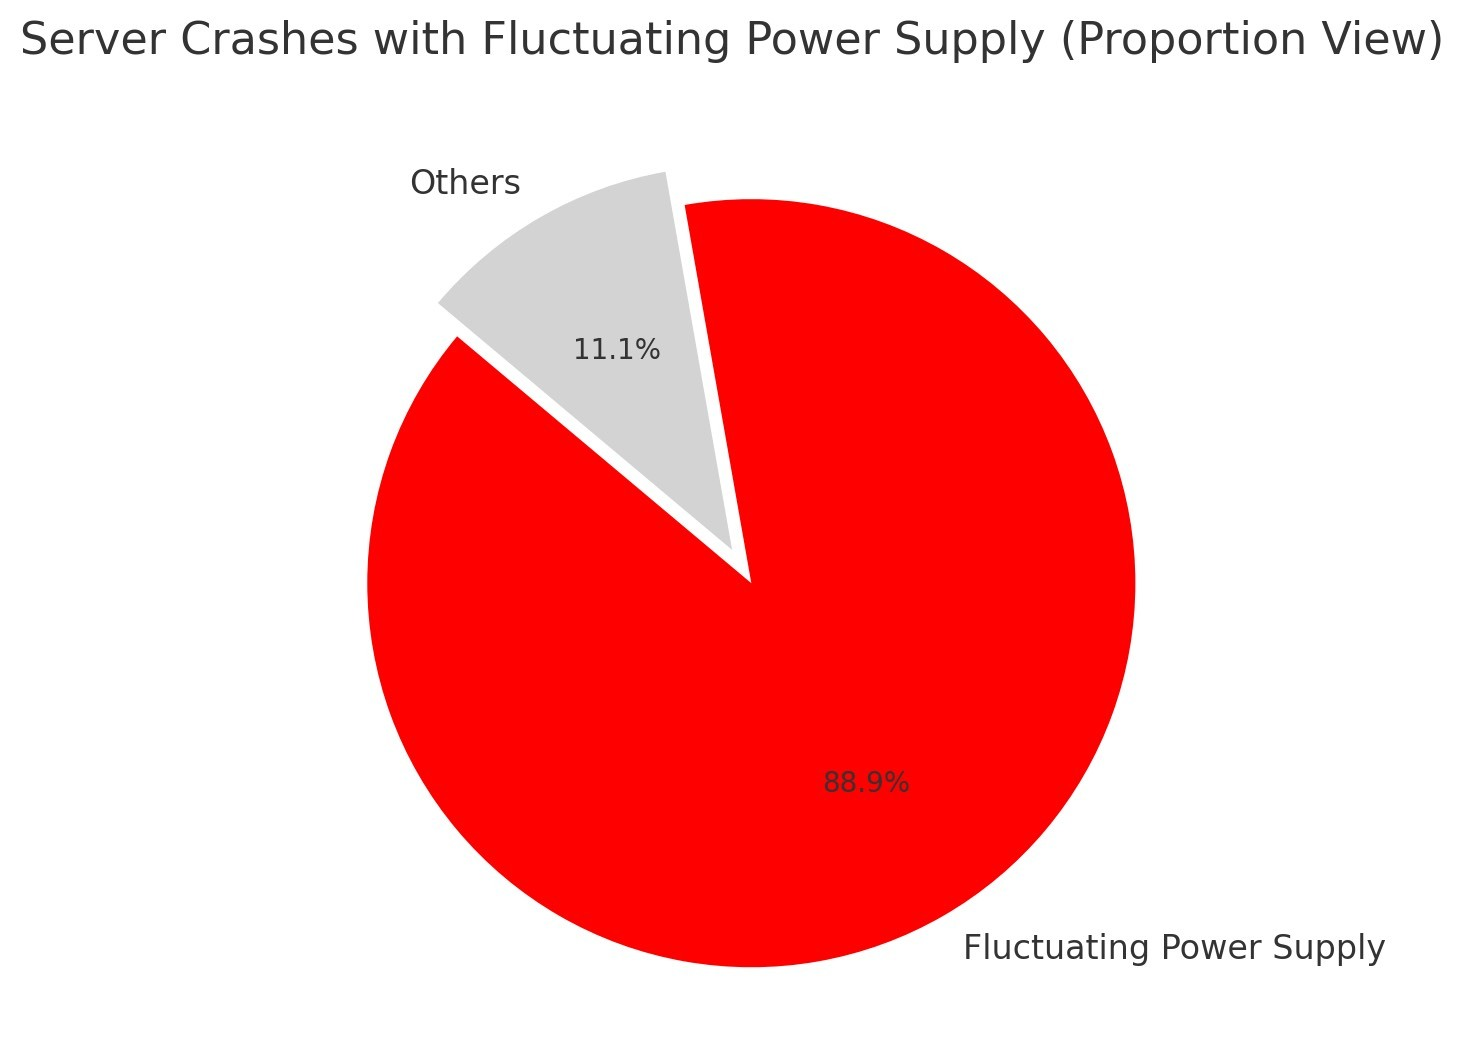 Server Crashes with Fluctuating Power Supply (Proportion View)
Others
11.1%
88.9%
Fluctuating Power Supply